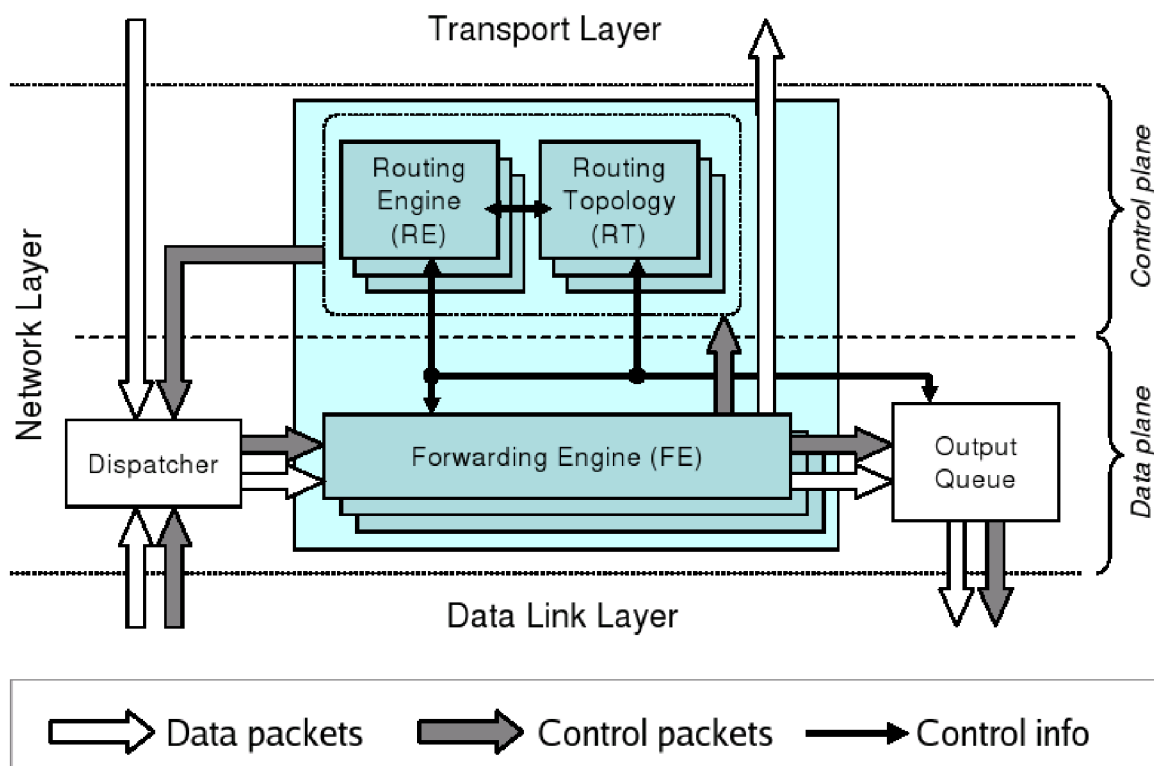 Transport Layer
Routing
Engine
(RE)
Routing
Topology
(RT)
Control plane
Network Layer
Dispatcher
Forwarding Engine (FE)
Output
Queue
Data plane
Data Link Layer
Data packets
Control packets
Control info